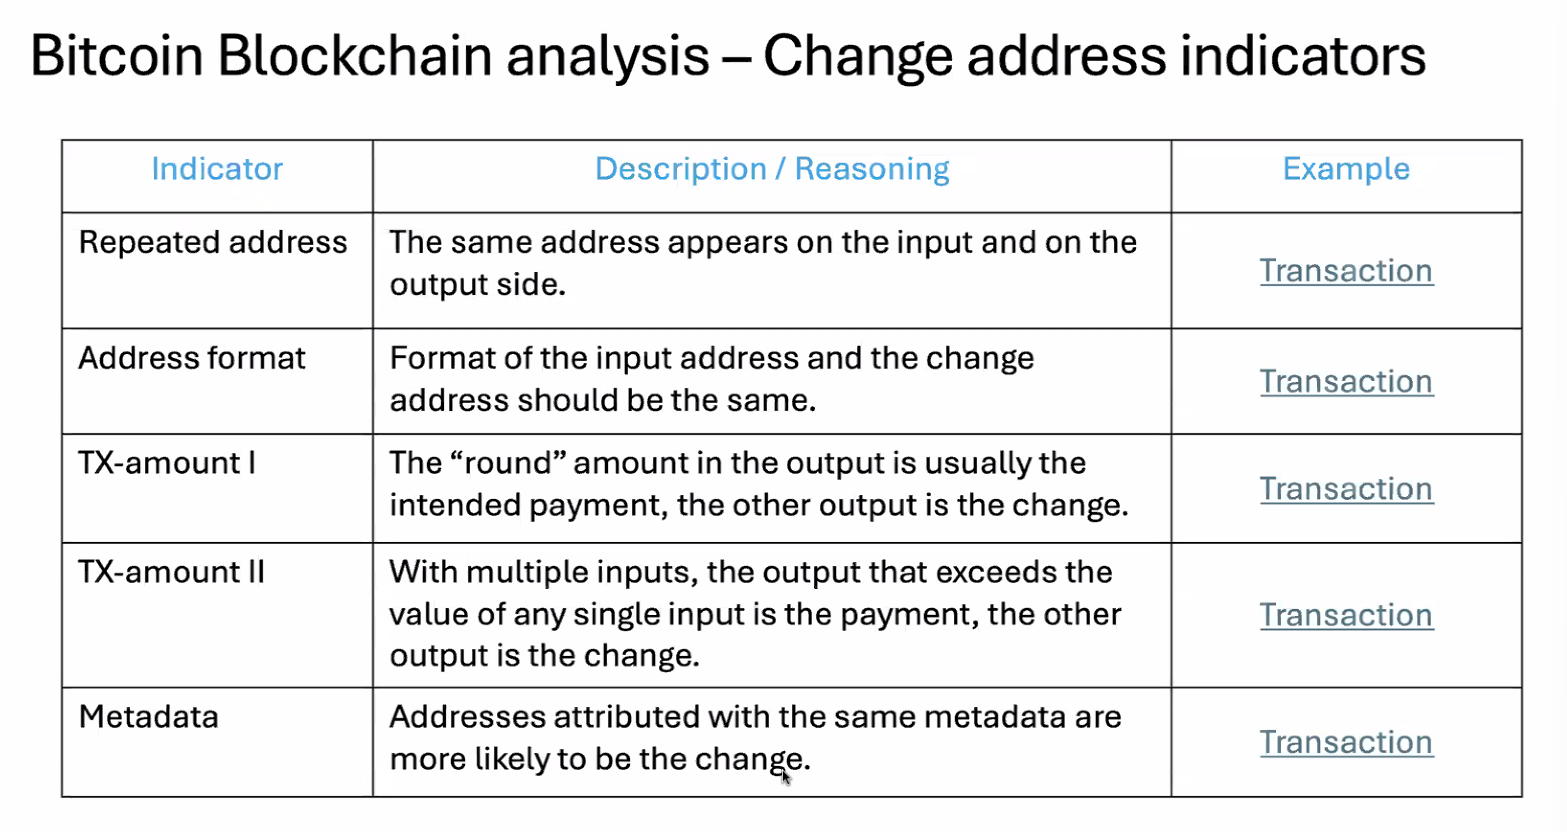 Bitcoin Blockchain analysis – Change address indicators
Indicator
Description / Reasoning
Example
Repeated address
The same address appears on the input and on the
output side.
Transaction
Address format
Format of the input address and the change
address should be the same.
Transaction
TX-amount I
The “round” amount in the output is usually the
intended payment, the other output is the change.
Transaction
TX-amount II
With multiple inputs, the output that exceeds the
value of any single input is the payment, the other
output is the change.
Transaction
Metadata
Addresses attributed with the same metadata are
more likely to be the change.
Transaction